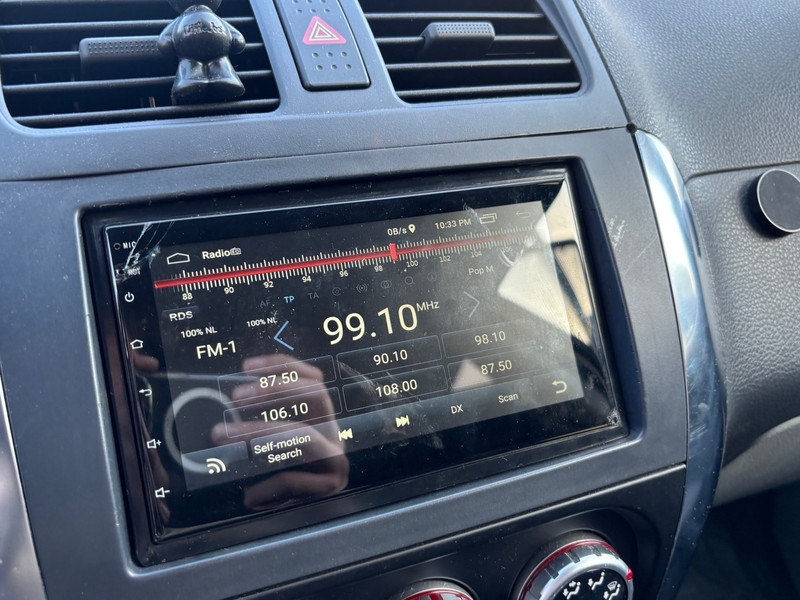 MIC
RST
0B/s
10:33 PM
Radio
88 90 92 94 96 98 100 102 104
AF TP TA
Pop M
RDS
100% NL
100% NL
FM-1
99.10 MHz
87.50
90.10
98.10
106.10
108.00
87.50
Self-motion
Search
DX
Scan